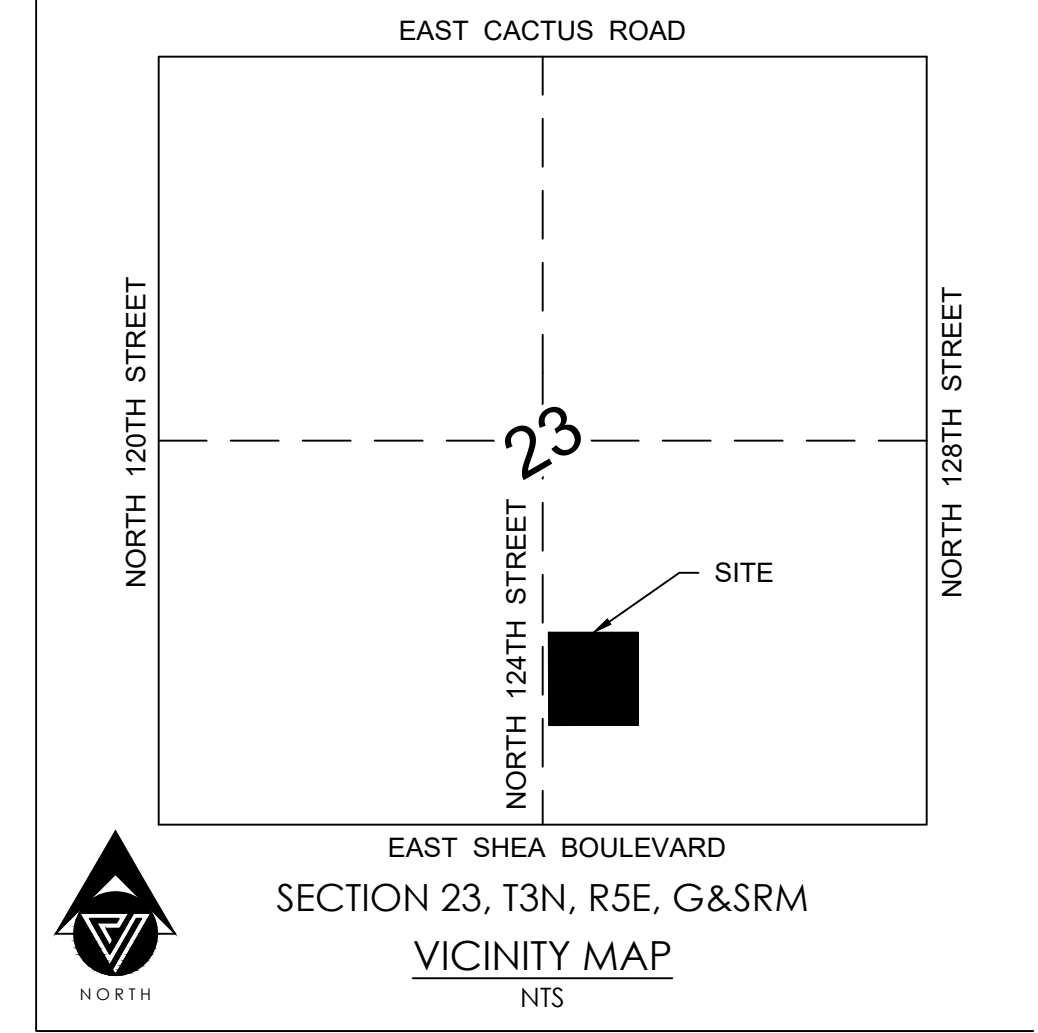 EAST CACTUS ROAD
NORTH 120TH STREET
NORTH 128TH STREET
23
NORTH 124TH STREET
SITE
EAST SHEA BOULEVARD
SECTION 23, T3N, R5E, G&SRM
VICINITY MAP
NTS
NORTH